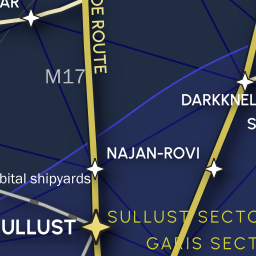 AR
DE ROUTE
M17
DARKKNEL
S
NAJAN-ROVI
bital shipyards
ULLUST
SULLUST SECTO
GARIS SECT